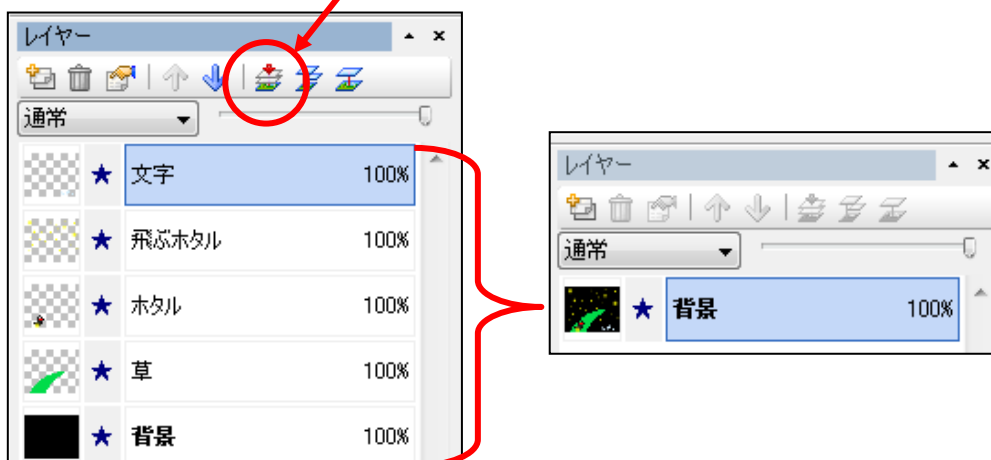 レイヤー
通常
文字 100%
飛ぶホタル 100%
ホタル 100%
草 100%
背景 100%
レイヤー
通常
背景 100%